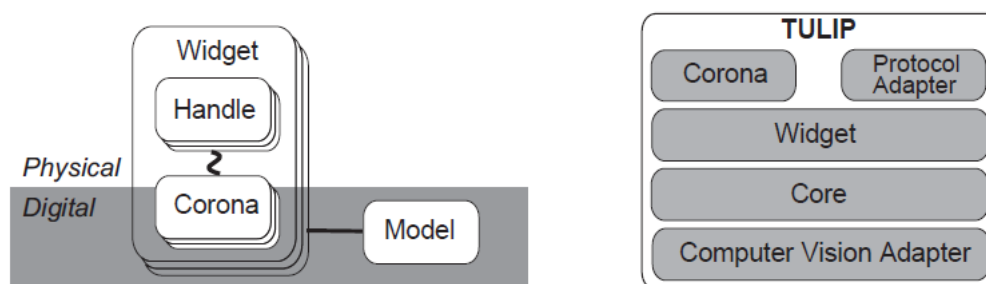 Widget
Handle
Physical
Digital
Corona
Model
TULIP
Corona
Protocol
Adapter
Widget
Core
Computer Vision Adapter